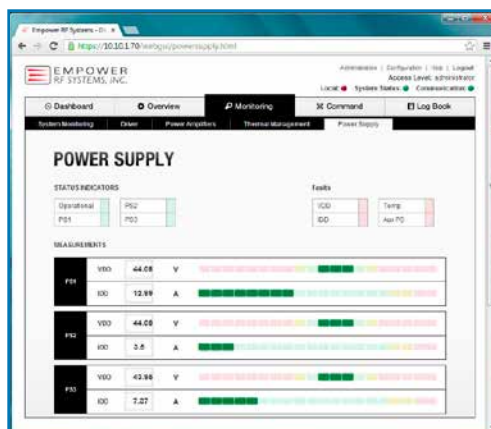 Empower RF Systems, Inc.
https://10.10.1.70/webgui/powersupply.html
EMPOWER
RF SYSTEMS, INC.
Administration | Configuration | Help | Logout
Access Level: administrator
Local: System Status: Communication:
Dashboard Overview Monitoring Command Log Book
System Monitoring Driver Power Amplifiers Thermal Management Power Supply
POWER SUPPLY
STATUS INDICATORS Faults
Operational PS2 VDD Temp
PS1 PS3 IDD Aux PS
MEASUREMENTS
PS1 VDD 44.08 V
IDD 12.99 A
PS2 VDD 44.08 V
IDD 3.6 A
PS3 VDD 43.98 V
IDD 7.27 A